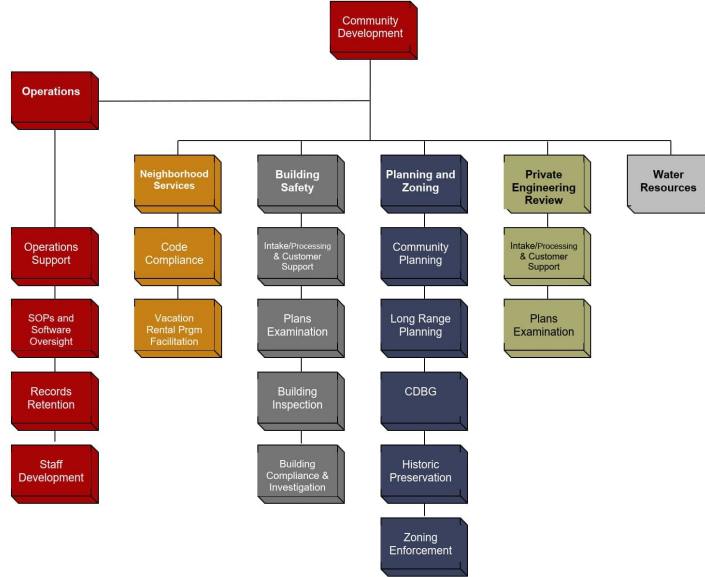 Community
Development
Operations
Neighborhood
Services
Building
Safety
Planning and
Zoning
Private
Engineering
Review
Water
Resources
Operations
Support
Code
Compliance
Intake/Processing
& Customer
Support
Community
Planning
Intake/Processing
& Customer
Support
SOPs and
Software
Oversight
Vacation
Rental Prgm
Facilitation
Plans
Examination
Long Range
Planning
Plans
Examination
Records
Retention
Building
Inspection
CDBG
Staff
Development
Building
Compliance &
Investigation
Historic
Preservation
Zoning
Enforcement